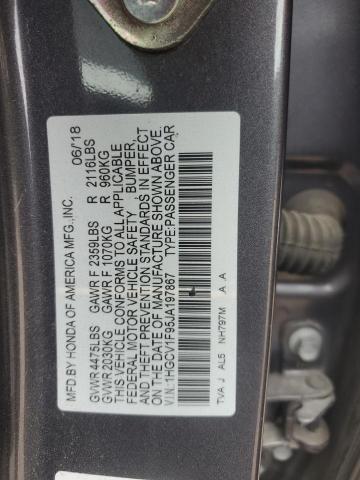 MFD. BY HONDA OF AMERICA MFG., INC. 06/18
GVWR 4475LBS GAWR F 2359LBS R 2116LBS
GVWR 2030KG GAWR F 1070KG R 960KG
THIS VEHICLE CONFORMS TO ALL APPLICABLE
FEDERAL MOTOR VEHICLE SAFETY, BUMPER,
AND THEFT PREVENTION STANDARDS IN EFFECT
ON THE DATE OF MANUFACTURE SHOWN ABOVE.
V.I.N.:1HGCV1F95JA197867 TYPE:PASSENGER CAR
TVA J AL5 NH797M A A